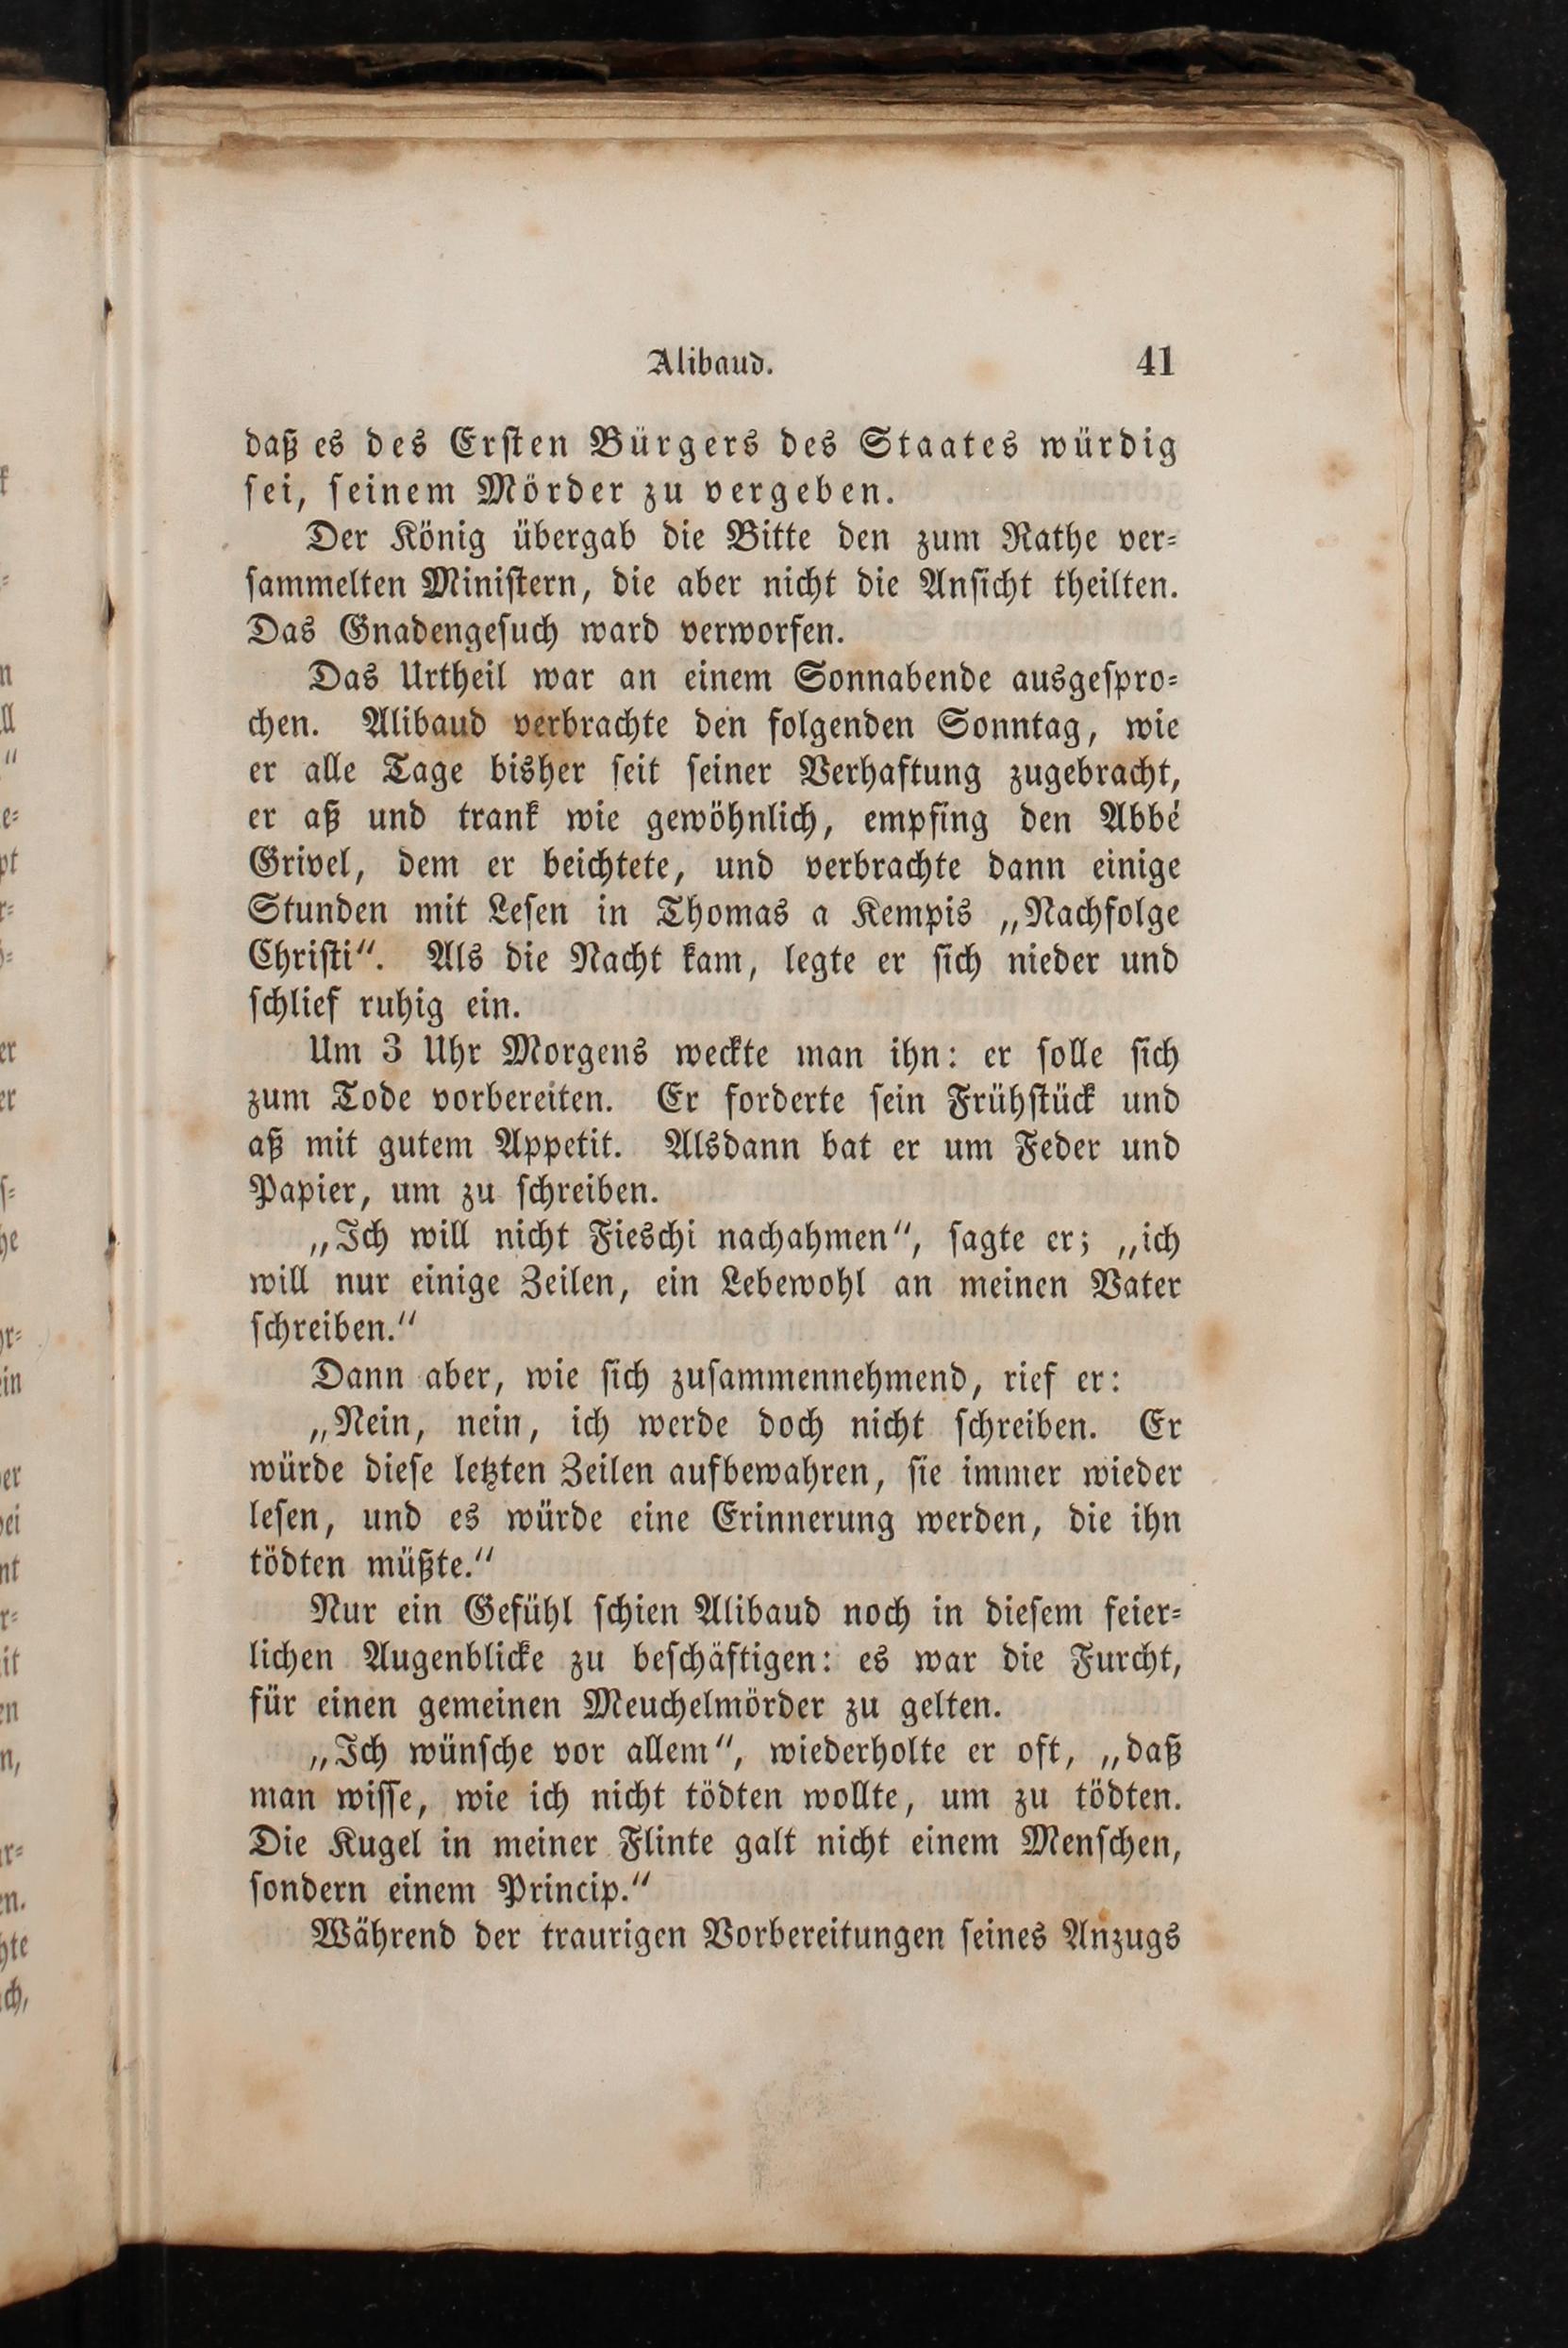 Alibaud. 41
daß es des Ersten Bürgers des Staates würdig
sei, seinem Mörder zu vergeben.
Der König übergab die Bitte den zum Rathe ver-
sammelten Ministern, die aber nicht die Ansicht theilten.
Das Gnadengesuch ward verworfen.
Das Urtheil war an einem Sonnabende ausgespro-
chen. Alibaud verbrachte den folgenden Sonntag, wie
er alle Tage bisher seit seiner Verhaftung zugebracht,
er aß und trank wie gewöhnlich, empfing den Abbé
Grivel, dem er beichtete, und verbrachte dann einige
Stunden mit Lesen in Thomas a Kempis „Nachfolge
Christi“. Als die Nacht kam, legte er sich nieder und
schlief ruhig ein.
Um 3 Uhr Morgens weckte man ihn: er solle sich
zum Tode vorbereiten. Er forderte sein Frühstück und
aß mit gutem Appetit. Alsdann bat er um Feder und
Papier, um zu schreiben.
„Ich will nicht Fieschi nachahmen“, sagte er; „ich
will nur einige Zeilen, ein Lebewohl an meinen Vater
schreiben.“
Dann aber, wie sich zusammennehmend, rief er:
„Nein, nein, ich werde doch nicht schreiben. Er
würde diese letzten Zeilen aufbewahren, sie immer wieder
lesen, und es würde eine Erinnerung werden, die ihn
tödten müßte.“
Nur ein Gefühl schien Alibaud noch in diesem feier-
lichen Augenblicke zu beschäftigen: es war die Furcht,
für einen gemeinen Meuchelmörder zu gelten.
„Ich wünsche vor allem“, wiederholte er oft, „daß
man wisse, wie ich nicht tödten wollte, um zu tödten.
Die Kugel in meiner Flinte galt nicht einem Menschen,
sondern einem Princip.“
Während der traurigen Vorbereitungen seines Anzugs